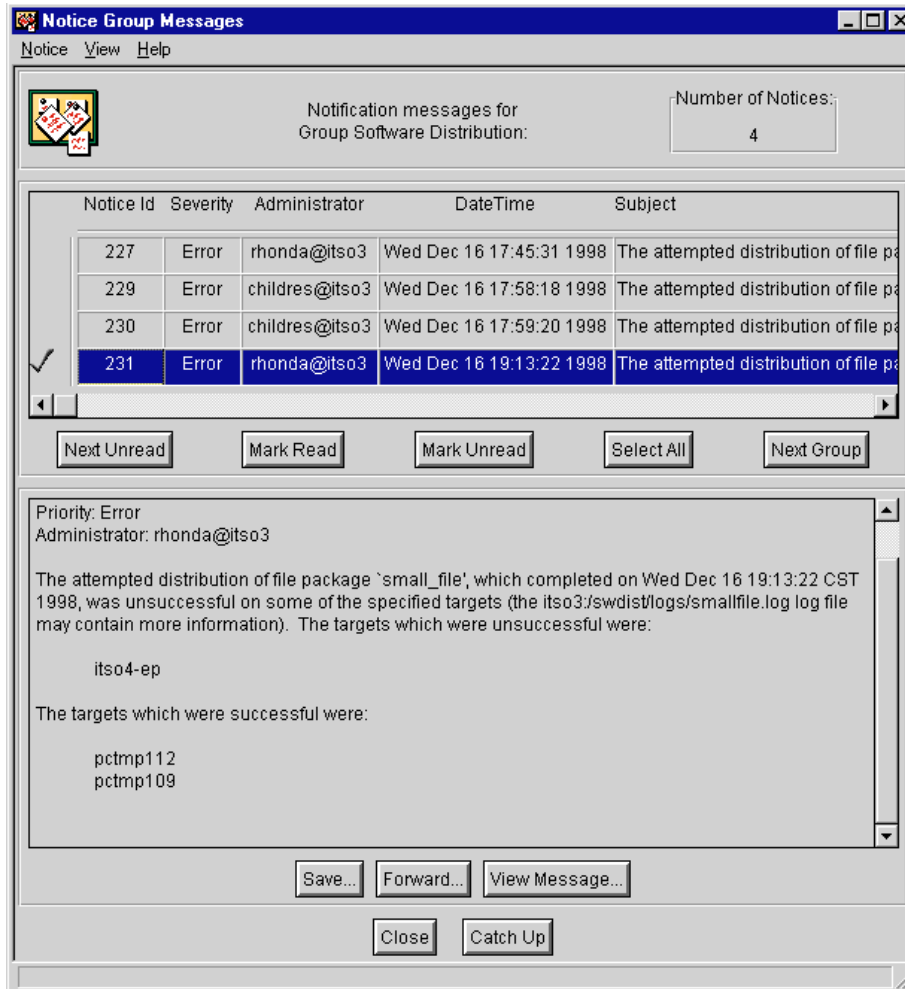 Notice Group Messages
Notice View Help
Notification messages for
Group Software Distribution:
Number of Notices:
4
Notice Id Severity Administrator DateTime Subject
227 Error rhonda@itso3 Wed Dec 16 17:45:31 1998 The attempted distribution of file pa
229 Error childres@itso3 Wed Dec 16 17:58:18 1998 The attempted distribution of file pa
230 Error childres@itso3 Wed Dec 16 17:59:20 1998 The attempted distribution of file pa
231 Error rhonda@itso3 Wed Dec 16 19:13:22 1998 The attempted distribution of file pa
Next Unread Mark Read Mark Unread Select All Next Group
Priority: Error
Administrator: rhonda@itso3
The attempted distribution of file package `small_file', which completed on Wed Dec 16 19:13:22 CST
1998, was unsuccessful on some of the specified targets (the itso3:/swdist/logs/smallfile.log log file
may contain more information). The targets which were unsuccessful were:
itso4-ep
The targets which were successful were:
pctmp112
pctmp109
Save... Forward... View Message...
Close Catch Up